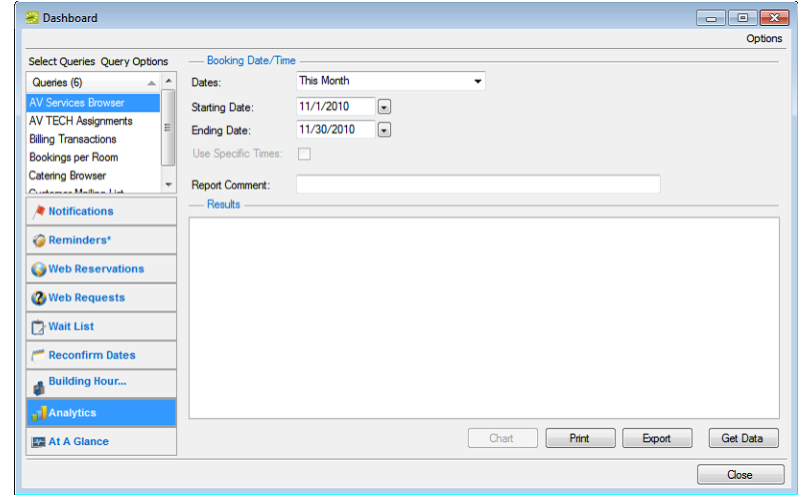 Dashboard
Options
Select Queries Query Options
Queries (6)
AV Services Browser
AV TECH Assignments
Billing Transactions
Bookings per Room
Catering Browser
Customer Mailing List
Notifications
Reminders*
Web Reservations
Web Requests
Wait List
Reconfirm Dates
Building Hour...
Analytics
At A Glance
Booking Date/Time
Dates: This Month
Starting Date: 11/1/2010
Ending Date: 11/30/2010
Use Specific Times:
Report Comment:
Results
Chart Print Export Get Data
Close